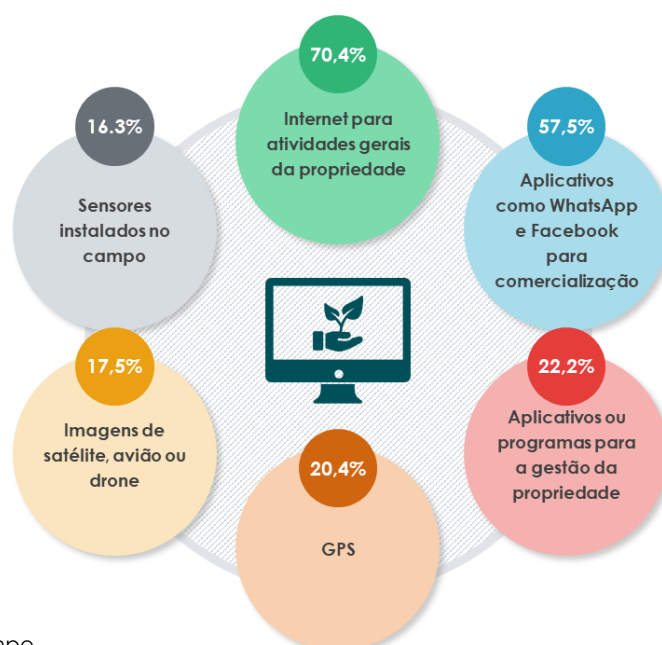 70,4%
Internet para
atividades gerais
da propriedade
57,5%
Aplicativos
como WhatsApp
e Facebook
para
comercialização
22,2%
Aplicativos ou
programas para
a gestão da
propriedade
20,4%
GPS
17,5%
Imagens de
satélite, avião ou
drone
16.3%
Sensores
instalados no
campo